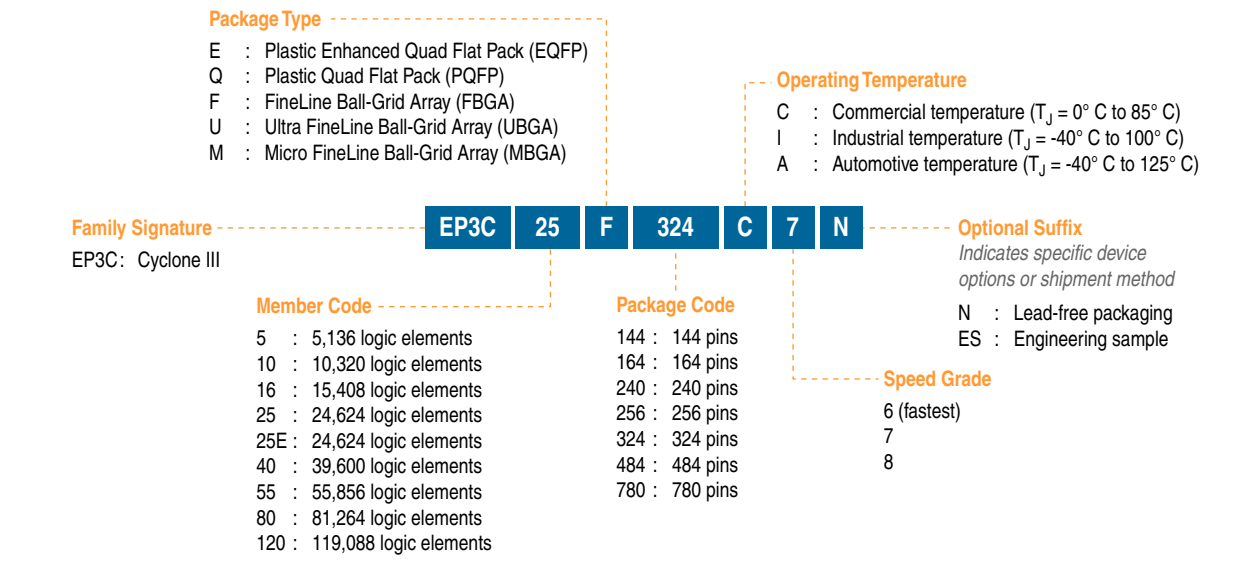 Package Type
E : Plastic Enhanced Quad Flat Pack (EQFP)
Q : Plastic Quad Flat Pack (PQFP)
F : FineLine Ball-Grid Array (FBGA)
U : Ultra FineLine Ball-Grid Array (UBGA)
M : Micro FineLine Ball-Grid Array (MBGA)
Operating Temperature
C : Commercial temperature (TJ = 0° C to 85° C)
I : Industrial temperature (TJ = -40° C to 100° C)
A : Automotive temperature (TJ = -40° C to 125° C)
EP3C 25 F 324 C 7 N
Family Signature
EP3C : Cyclone III
Optional Suffix
Indicates specific device
options or shipment method
N : Lead-free packaging
ES : Engineering sample
Member Code
5 : 5,136 logic elements
10 : 10,320 logic elements
16 : 15,408 logic elements
25 : 24,624 logic elements
25E : 24,624 logic elements
40 : 39,600 logic elements
55 : 55,856 logic elements
80 : 81,264 logic elements
120 : 119,088 logic elements
Package Code
144 : 144 pins
164 : 164 pins
240 : 240 pins
256 : 256 pins
324 : 324 pins
484 : 484 pins
780 : 780 pins
Speed Grade
6 (fastest)
7
8